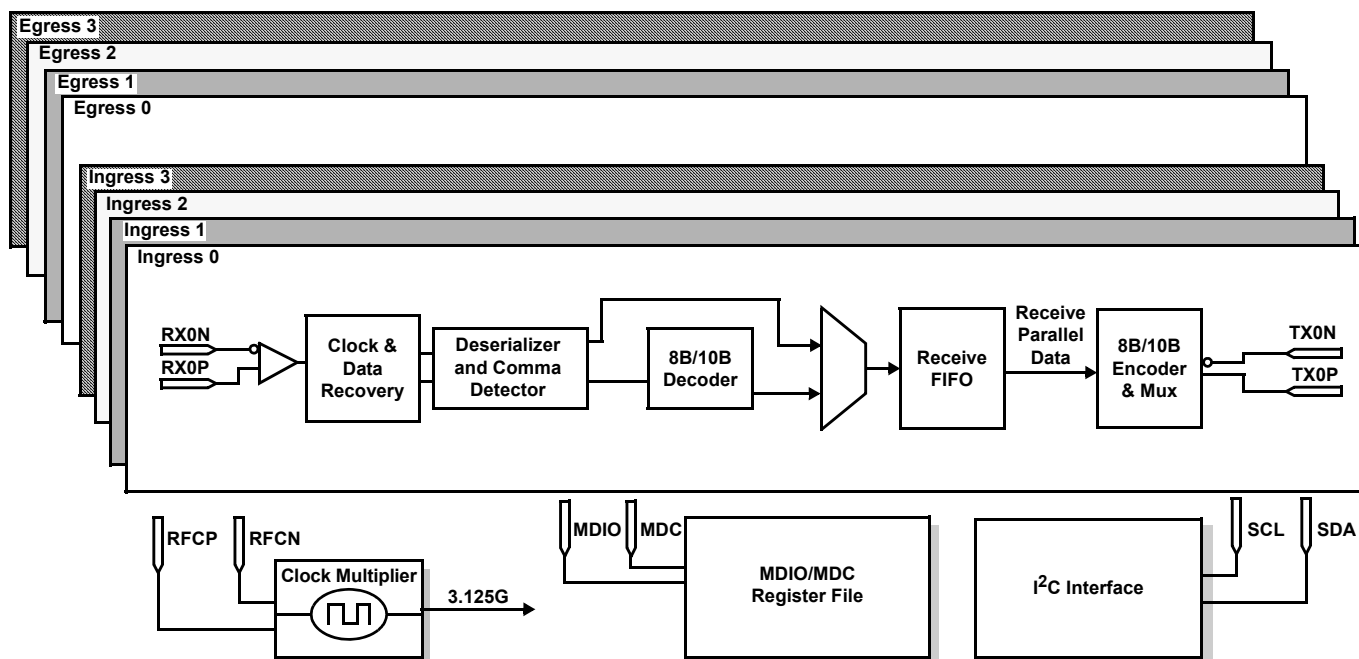 Egress 3
Egress 2
Egress 1
Egress 0
Ingress 3
Ingress 2
Ingress 1
Ingress 0
RX0N
RX0P
Clock &
Data
Recovery
Deserializer
and Comma
Detector
8B/10B
Decoder
Receive
FIFO
Receive
Parallel
Data
8B/10B
Encoder
& Mux
TX0N
TX0P
RFCP
RFCN
Clock Multiplier
3.125G
MDIO
MDC
MDIO/MDC
Register File
I²C Interface
SCL
SDA